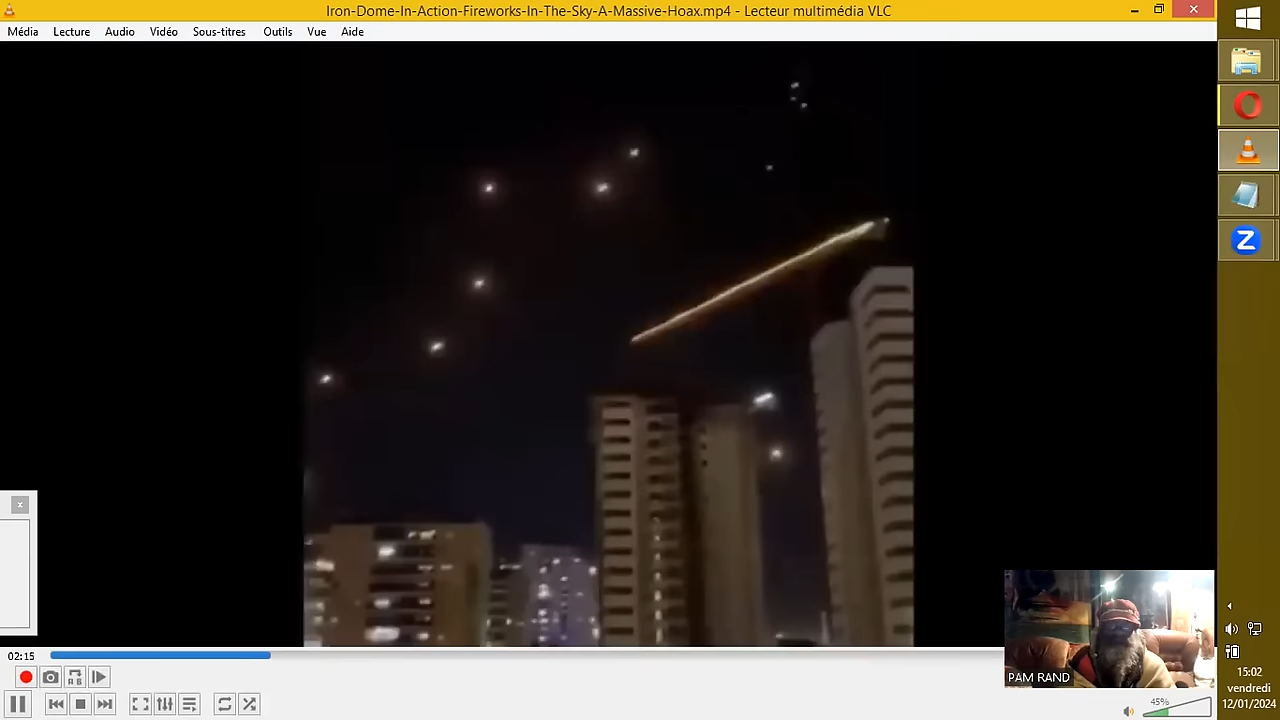 Iron-Dome-In-Action-Fireworks-In-The-Sky-A-Massive-Hoax.mp4 - Lecteur multimédia VLC
Média Lecture Audio Vidéo Sous-titres Outils Vue Aide
x
Z
PAM RAND
02:15
A B
45%
15:02
vendredi
12/01/2024